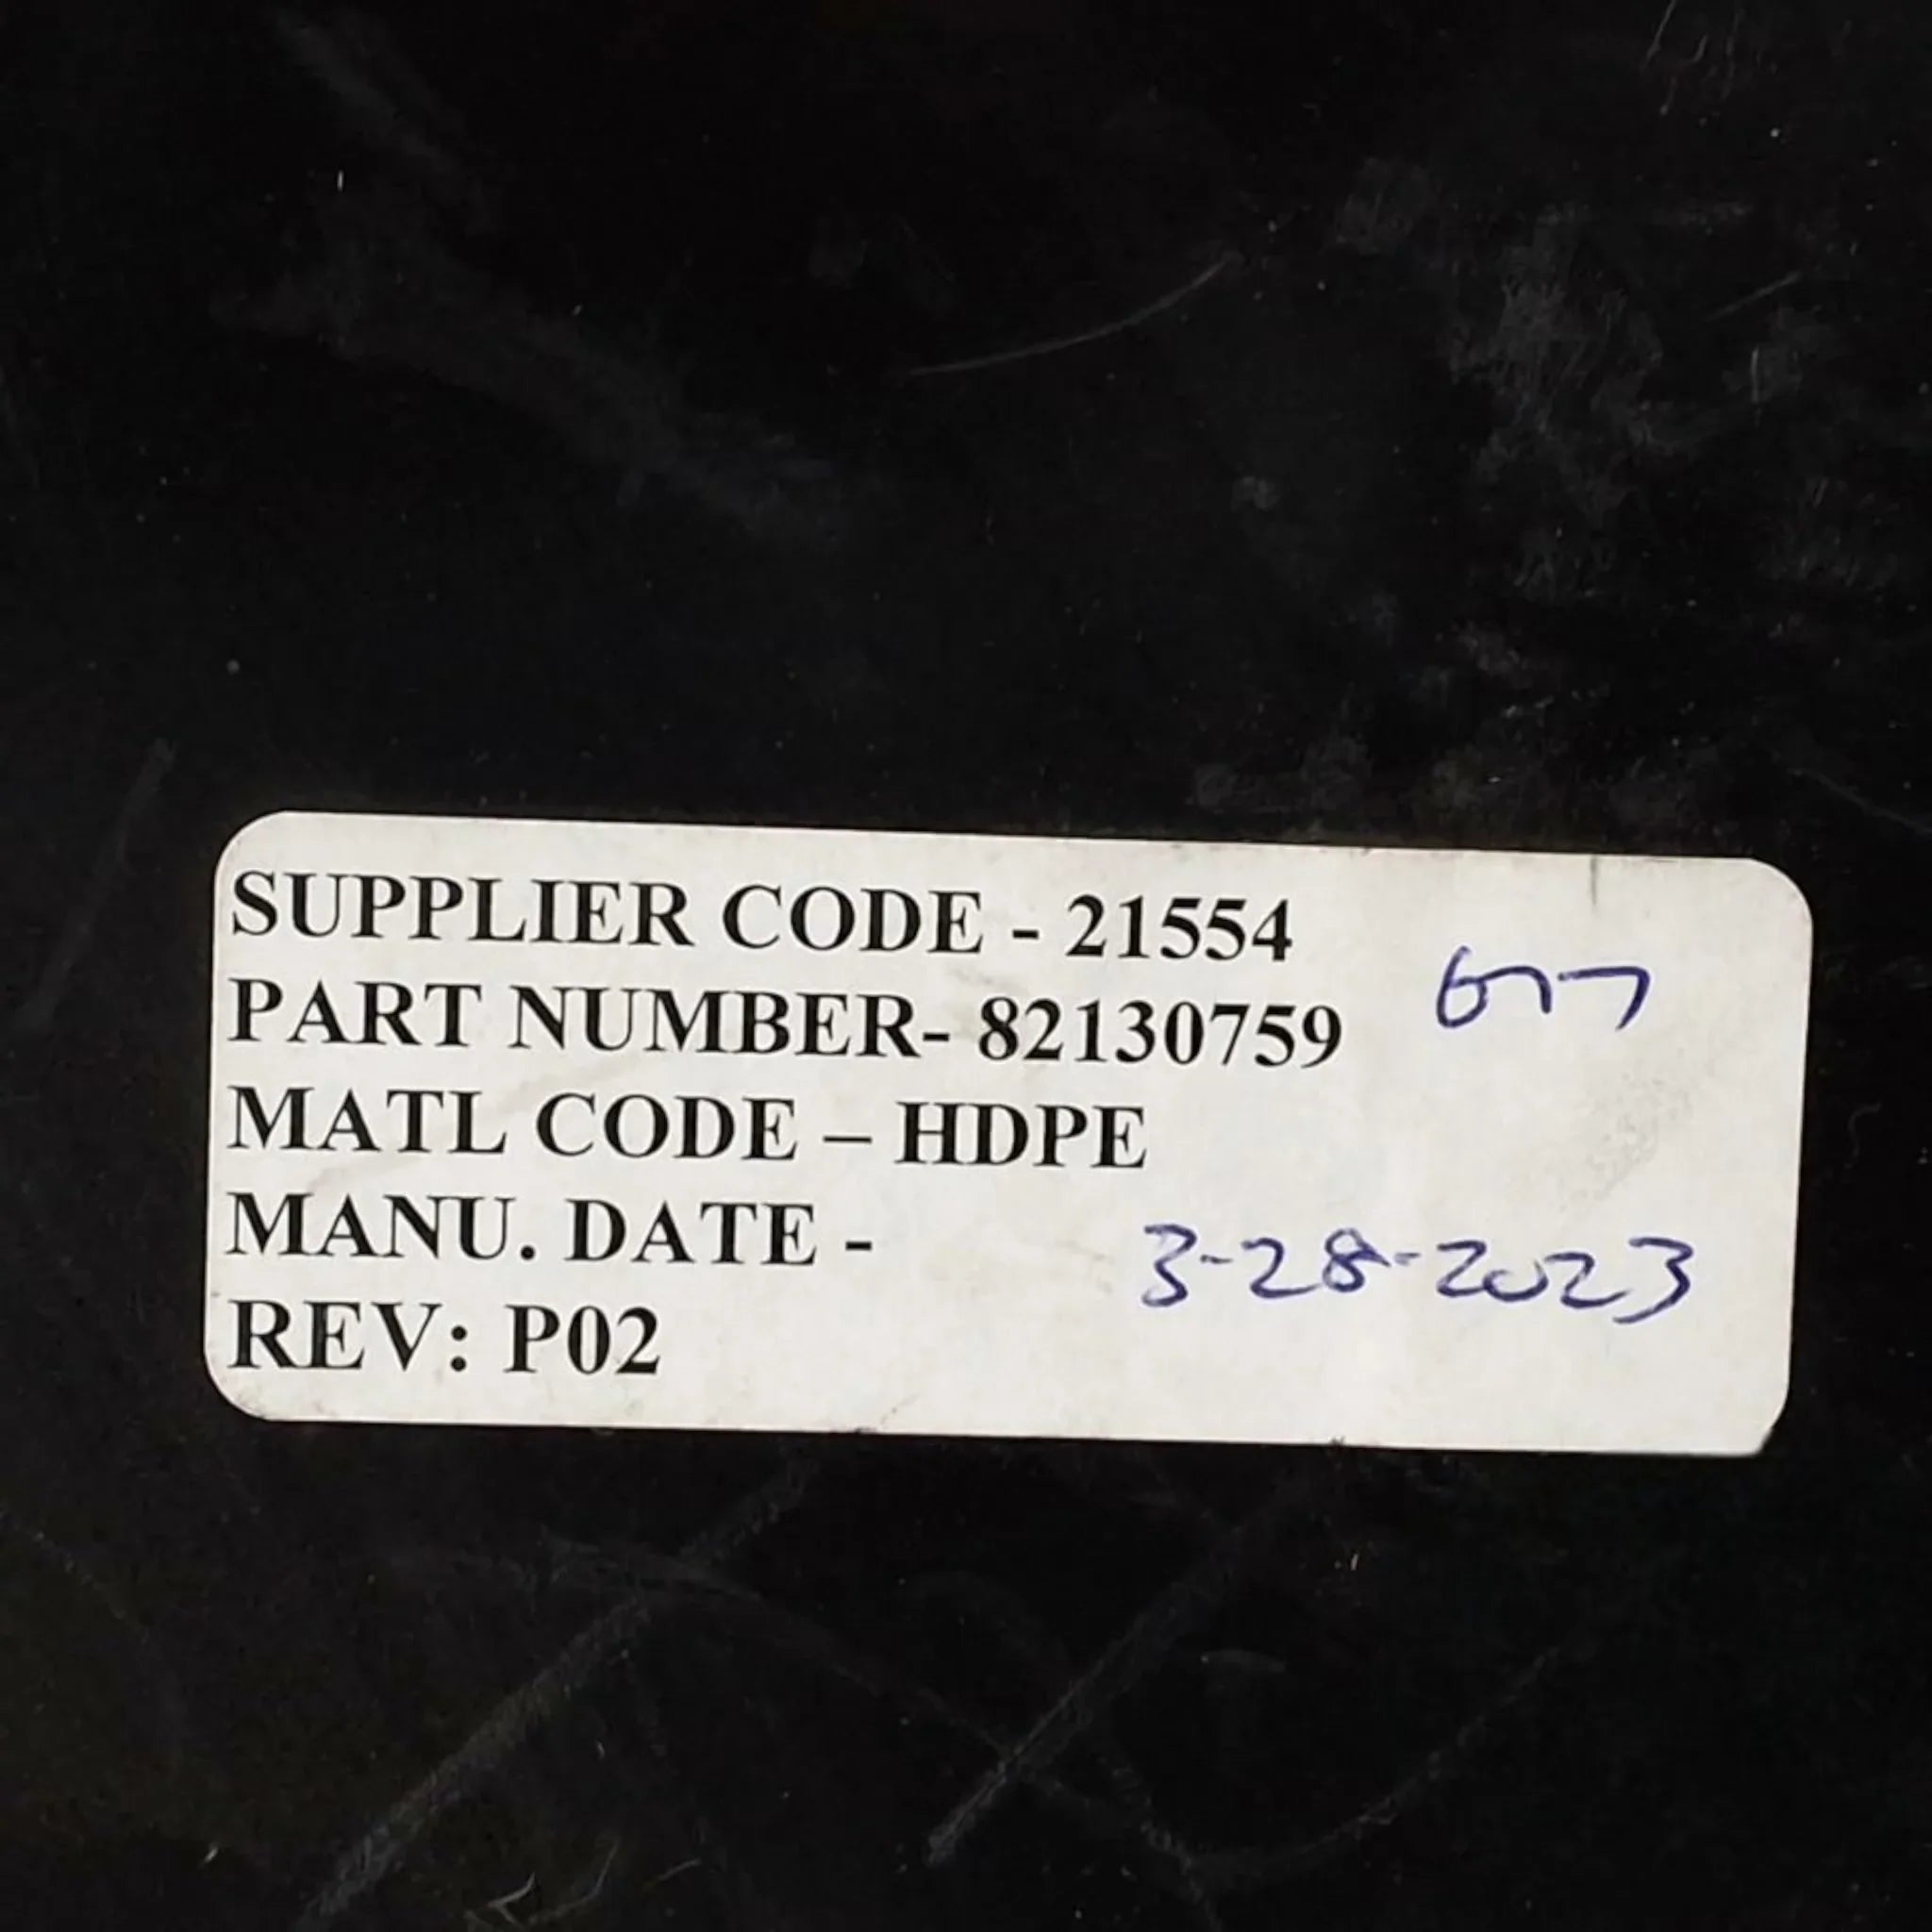 SUPPLIER CODE - 21554
PART NUMBER- 82130759
MATL CODE – HDPE
MANU. DATE - 3-28-2023
REV: P02